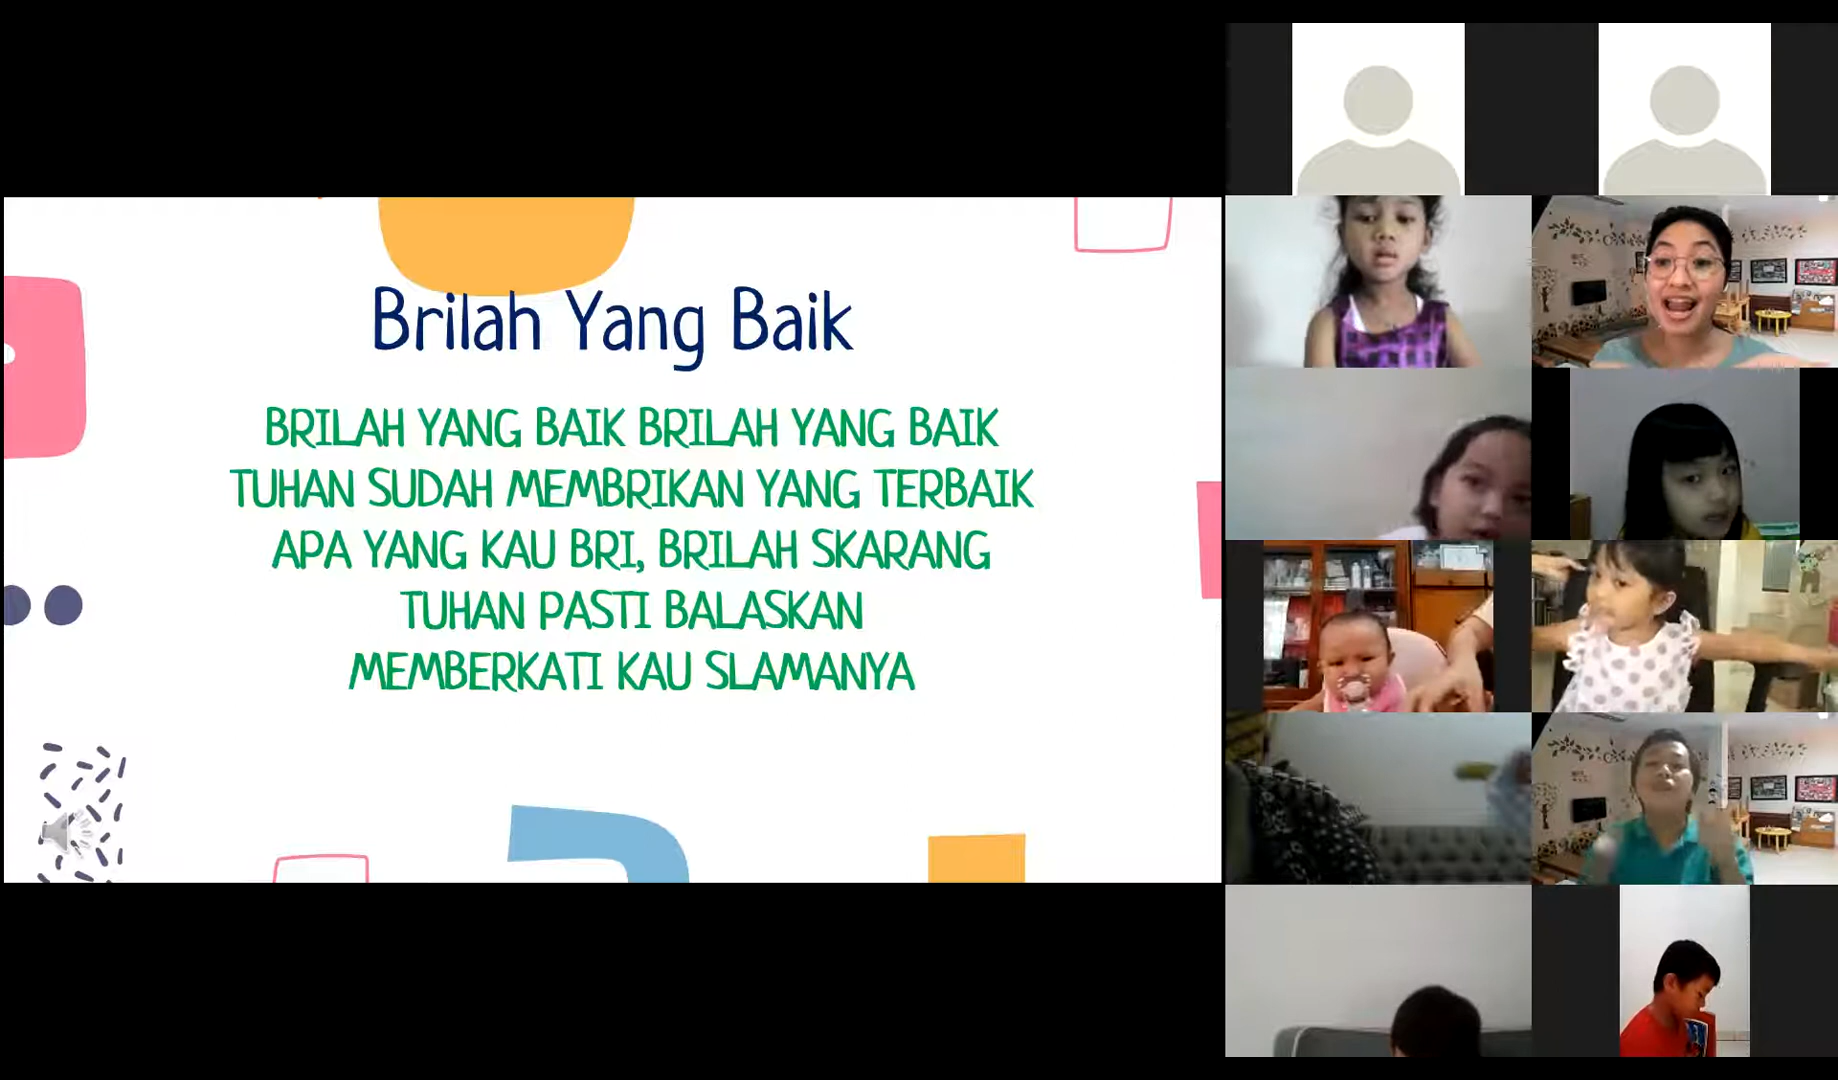 Brilah Yang Baik
BRILAH YANG BAIK BRILAH YANG BAIK
TUHAN SUDAH MEMBRIKAN YANG TERBAIK
APA YANG KAU BRI, BRILAH SKARANG
TUHAN PASTI BALASKAN
MEMBERKATI KAU SLAMANYA